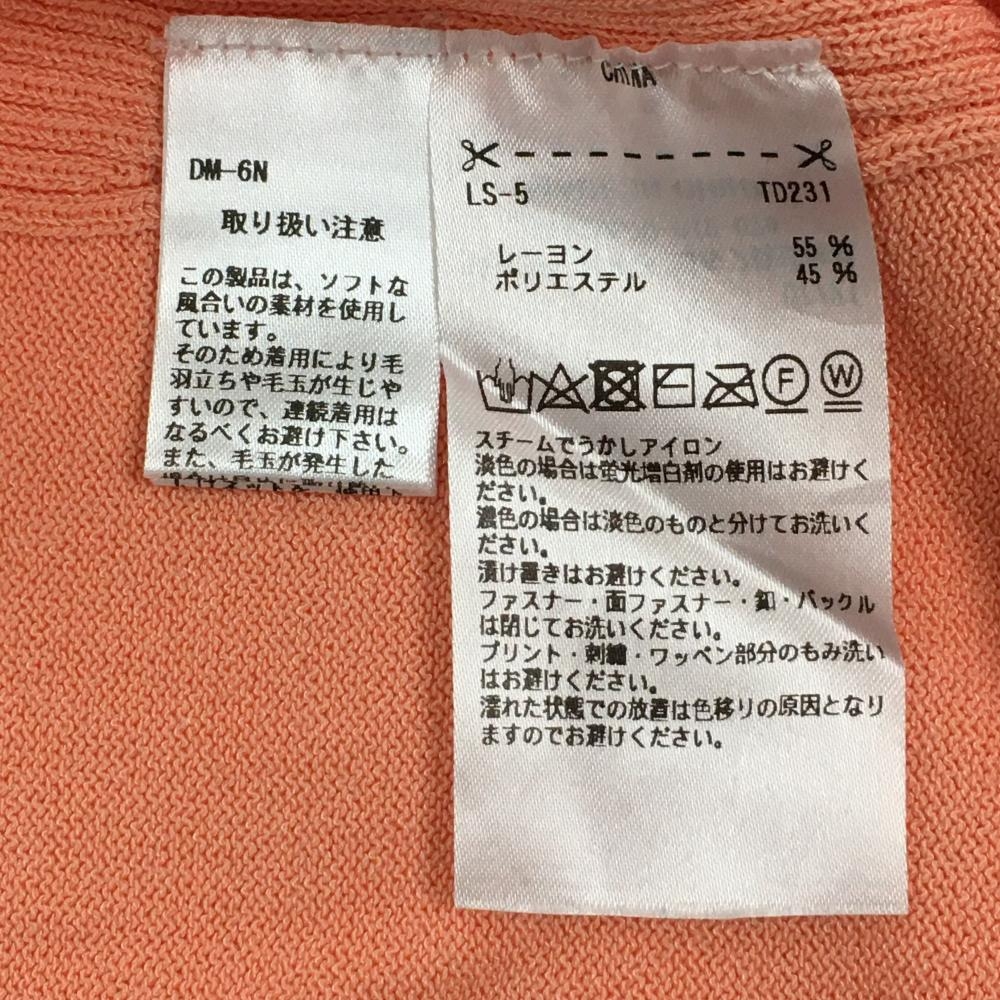 DM-6N
取り扱い注意
この製品は、ソフトな
風合いの素材を使用し
ています。
そのため着用により毛
羽立ちや毛玉が生じや
すいので、連続着用は
なるべくお避け下さい。
また、毛玉が発生した
CHINA
LS-5 TD231
レーヨン 55 %
ポリエステル 45 %
F W
スチームでうかしアイロン
淡色の場合は蛍光増白剤の使用はお避けく
ださい。
濃色の場合は淡色のものと分けてお洗いく
ださい。
漬け置きはお避けください。
ファスナー・面ファスナー・釦・バックル
は閉じてお洗いください。
プリント・刺繍・ワッペン部分のもみ洗い
はお避けください。
濡れた状態での放置は色移りの原因となり
ますのでお避けください。